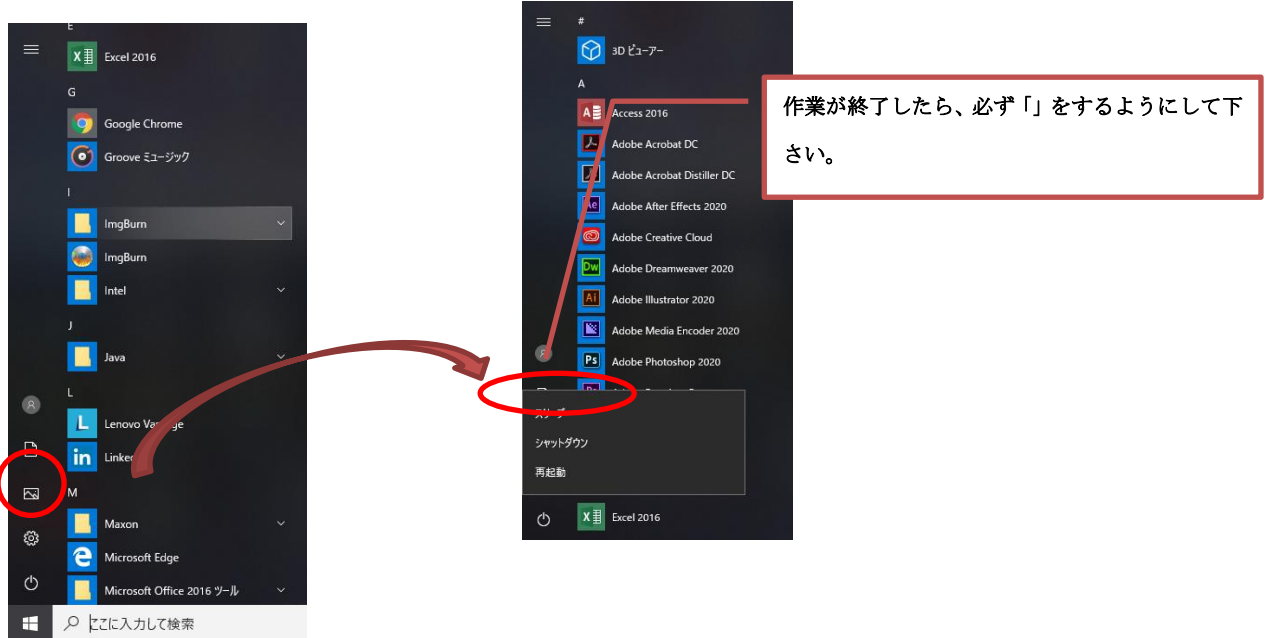 E
Excel 2016
G
Google Chrome
Groove ミュージック
I
ImgBurn
ImgBurn
Intel
J
Java
L
Lenovo
M
Maxon
Microsoft Edge
Microsoft Office 2016 ツール
ここに入力して検索
#
3D ビューアー
A
Access 2016
Adobe Acrobat DC
Adobe Acrobat Distiller DC
Adobe After Effects 2020
Adobe Creative Cloud
Adobe Dreamweaver 2020
Adobe Illustrator 2020
Adobe Media Encoder 2020
Adobe Photoshop 2020
スリープ
シャットダウン
再起動
Excel 2016
作業が終了したら、必ず「」をするようにして下
さい。